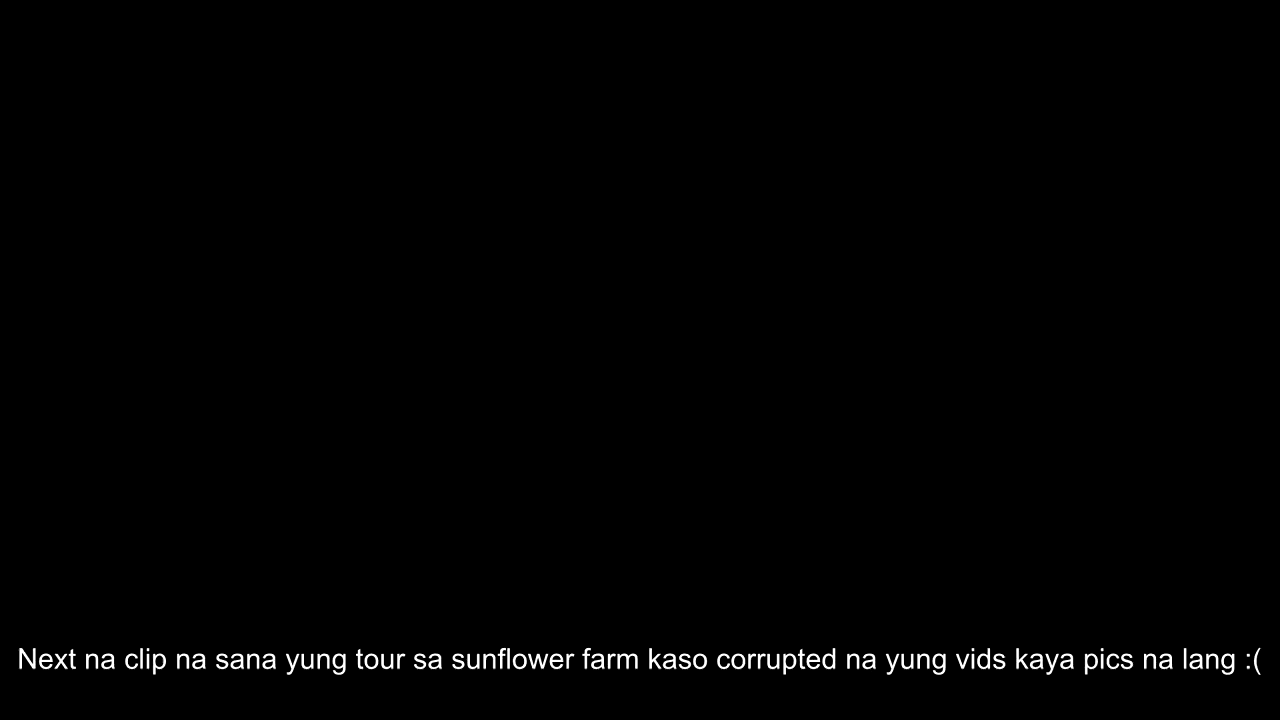 Next na clip na sana yung tour sa sunflower farm kaso corrupted na yung vids kaya pics na lang :(